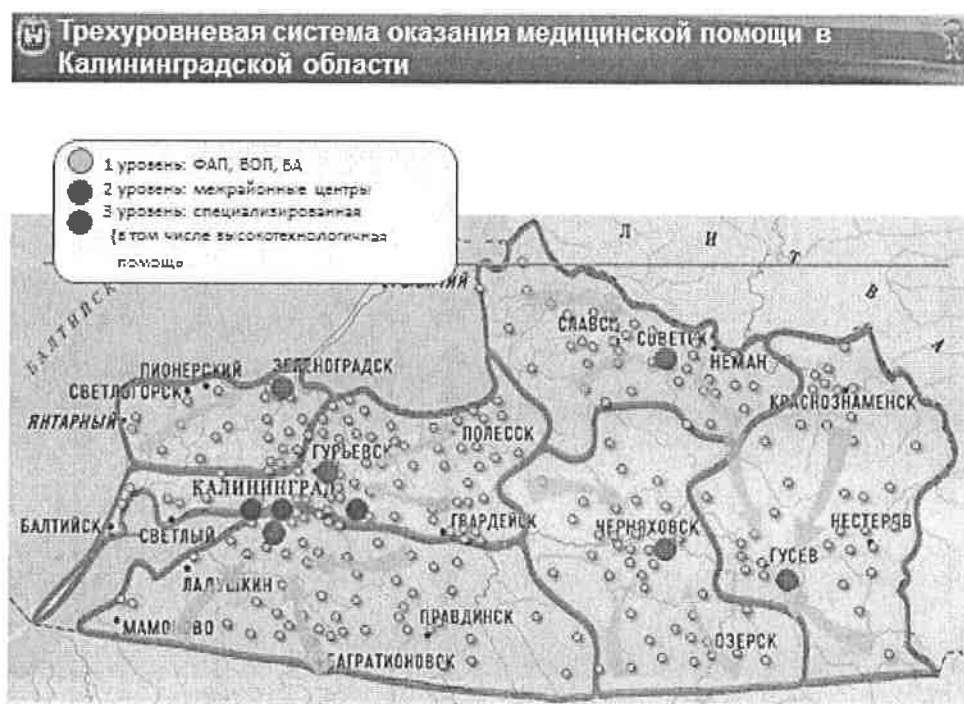 Трехуровневая система оказания медицинской помощи в
Калининградской области
1 уровень: ФАП, ВОП, ВА
2 уровень: межрайонные центры
3 уровень: специализированная
(в том числе высокотехнологичная
помощь
ЛИТВА
БАЛТИЙСК
СЛАВСК
СОВЕТСК
НЕМАН
ПИОНЕРСКИЙ
ЗЕЛЕНОГРАДСК
СВЕТЛОГОРСК
КРАСНОЗНАМЕНСК
ЯНТАРНЫЙ
ПОЛЕССК
ГУРЬЕВСК
КАЛИНИНГРАД
БАЛТИЙСК
СВЕТЛЫЙ
ГВАРДЕЙСК
ЧЕРНЯХОВСК
НЕСТЕРОВ
ГУСЕВ
ЛАДУШКИН
МАМОНОВО
ПРАВДИНСК
ОЗЕРСК
БАГРАТИОНОВСК